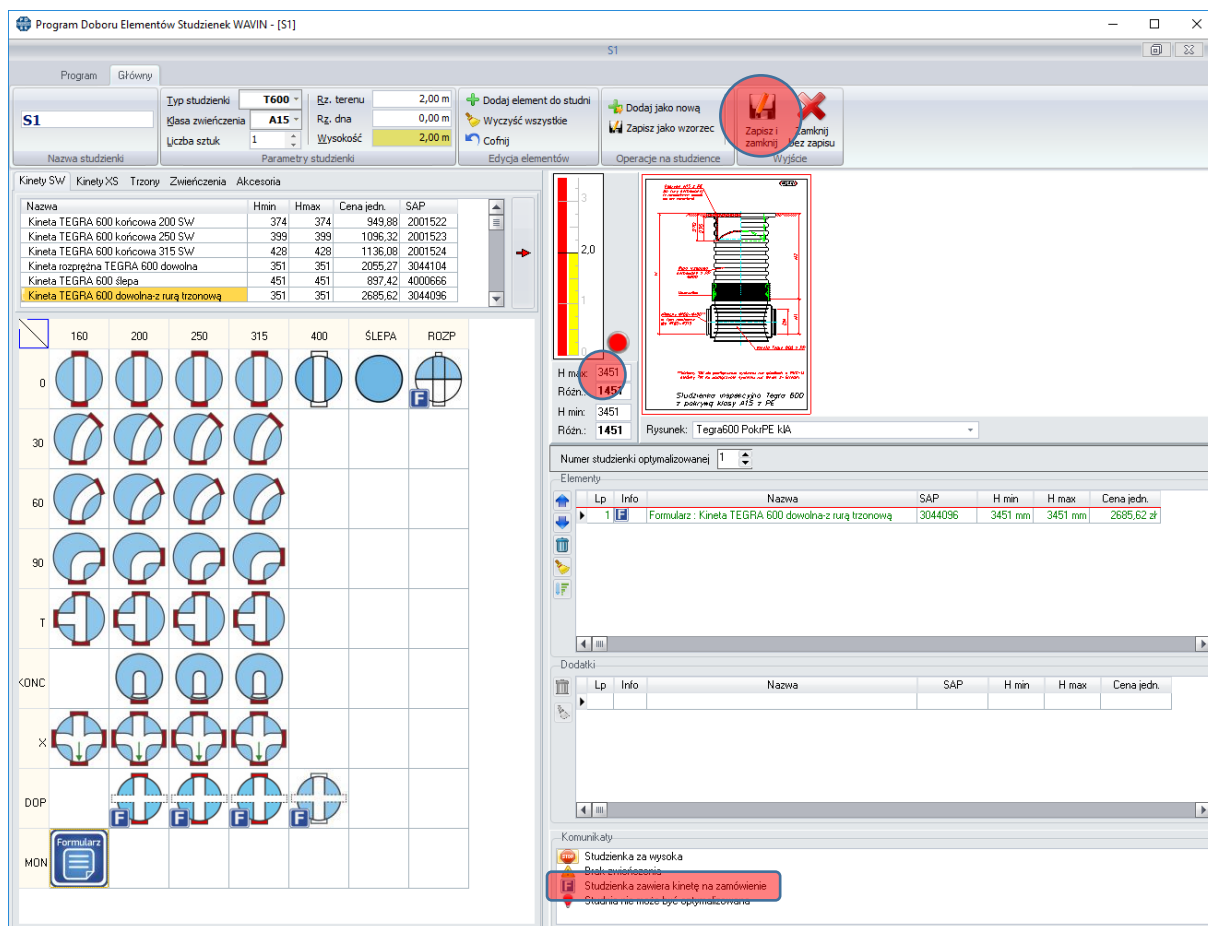 Program Doboru Elementów Studzienek WAVIN - [S1]
S1
Program Główny
S1
Nazwa studzienki
Typ studzienki T600
Klasa zwieńczenia A15
Liczba sztuk 1
Rz. terenu 2,00 m
Rz. dna 0,00 m
Wysokość 2,00 m
Parametry studzienki
Dodaj element do studni
Wyczyść wszystkie
Cofnij
Edycja elementów
Dodaj jako nową
Zapisz jako wzorzec
Operacje na studzience
Zapisz i
zamknij
Zamknij
bez zapisu
Wyjście
Kinety SW Kinety XS Trzony Zwieńczenia Akcesoria
Nazwa Hmin Hmax Cena jedn. SAP
Kineta TEGRA 600 końcowa 200 SW 374 374 949,88 2001522
Kineta TEGRA 600 końcowa 250 SW 399 399 1096,32 2001523
Kineta TEGRA 600 końcowa 315 SW 428 428 1136,08 2001524
Kineta rozprężna TEGRA 600 dowolna 351 351 2055,27 3044104
Kineta TEGRA 600 ślepa 451 451 897,42 4000666
Kineta TEGRA 600 dowolna-z rurą trzonową 351 351 2685,62 3044096
160 200 250 315 400 ŚLEPA ROZP
0
F
30
60
90
T
KONC
X
DOP
F F F F
MON
Formularz
3
2,0
1
0
H max: 3451
Różn.: 1451
H min: 3451
Różn.: 1451
Studzienka inspekcyjna Tegra 600
z pokrywą klasy A15 z PE
Rysunek: Tegra600 PokrPE klA
Numer studzienki optymalizowanej 1
Elementy
Lp Info Nazwa SAP H min H max Cena jedn.
1 F Formularz : Kineta TEGRA 600 dowolna-z rurą trzonową 3044096 3451 mm 3451 mm 2685,62 zł
Dodatki
Lp Info Nazwa SAP H min H max Cena jedn.
Komunikaty
STOP Studzienka za wysoka
Brak zwieńczenia
F Studzienka zawiera kinetę na zamówienie
Studnia nie może być optymalizowana